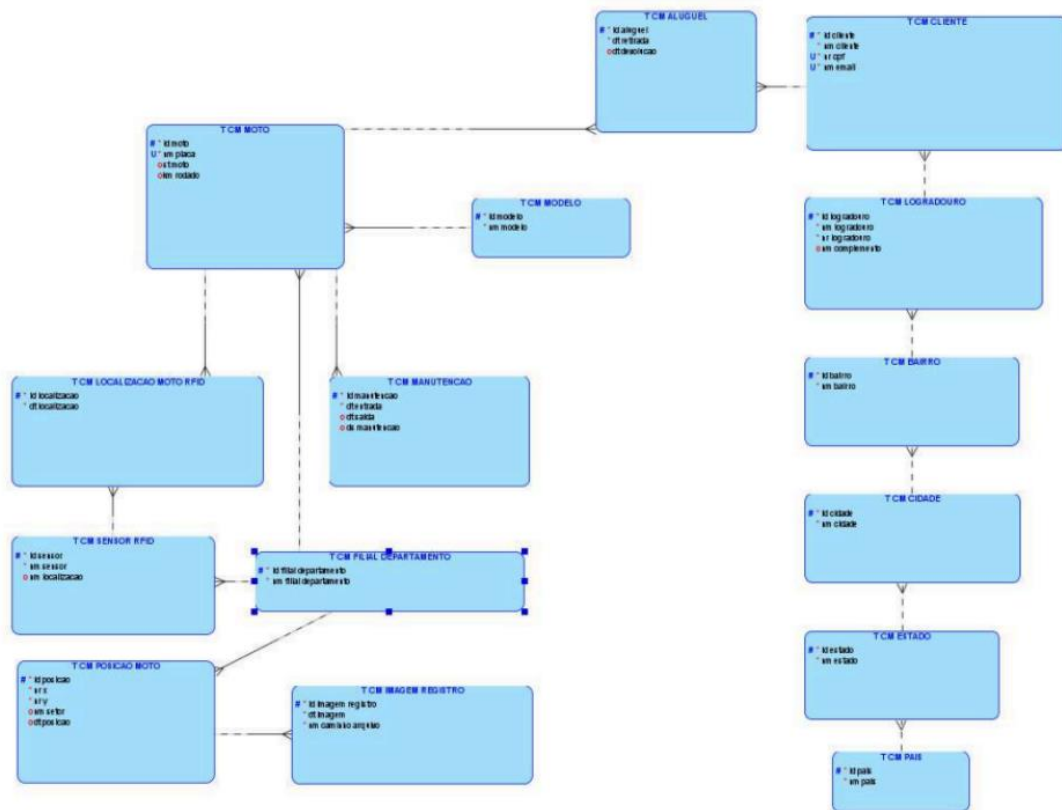 TCM ALUGUEL
# * id aluguel
* dt retirada
o dt devolucao
TCM CLIENTE
# * id cliente
* nm cliente
U * nr cpf
U * nm email
TCM MOTO
# * id moto
U * nm placa
o st moto
o km rodado
TCM MODELO
# * id modelo
* nm modelo
TCM LOGRADOURO
# * id logradouro
* nm logradouro
* nr logradouro
o nm complemento
TCM LOCALIZACAO MOTO RFID
# * id localizacao
* dt localizacao
TCM MANUTENCAO
# * id manutencao
* dt entrada
o dt saida
o ds manutencao
TCM BAIRRO
# * id bairro
* nm bairro
TCM CIDADE
# * id cidade
* nm cidade
TCM SENSOR RFID
# * id sensor
* nm sensor
o nm localizacao
TCM FILIAL DEPARTAMENTO
# * id filial departamento
* nm filial departamento
TCM ESTADO
# * id estado
* nm estado
TCM POSICAO MOTO
# * id posicao
* nr x
* nr y
o nm setor
o dt posicao
TCM IMAGEM REGISTRO
# * id imagem registro
* dt imagem
* nm caminho arquivo
TCM PAIS
# * id pais
* nm pais